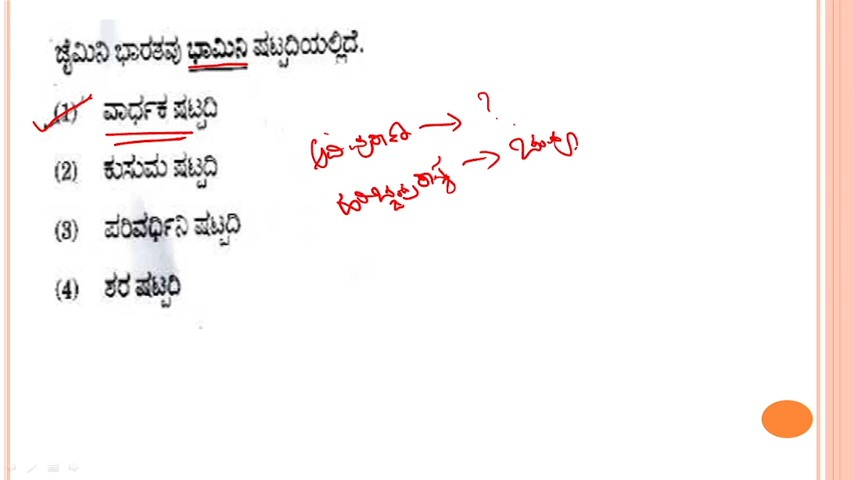 ಜೈಮಿನಿ ಭಾರತವು ಭಾಮಿನಿ ಷಟ್ಪದಿಯಲ್ಲಿದೆ.
(1) ವಾರ್ಧಕ ಷಟ್ಪದಿ
(2) ಕುಸುಮ ಷಟ್ಪದಿ
(3) ಪರಿವರ್ಧಿನಿ ಷಟ್ಪದಿ
(4) ಶರ ಷಟ್ಪದಿ
→ ?
→